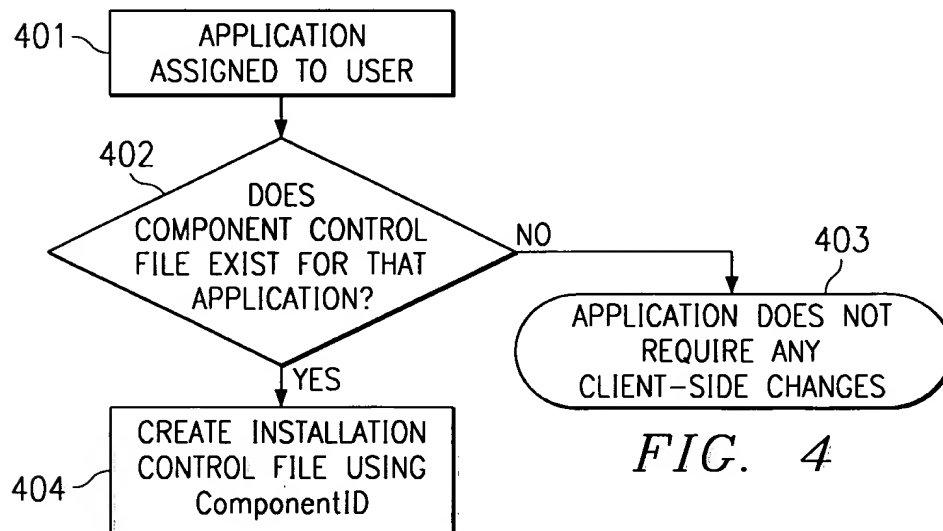 401
APPLICATION
ASSIGNED TO USER
402
DOES
COMPONENT CONTROL
FILE EXIST FOR THAT
APPLICATION?
NO
403
APPLICATION DOES NOT
REQUIRE ANY
CLIENT-SIDE CHANGES
YES
404
CREATE INSTALLATION
CONTROL FILE USING
ComponentID
FIG. 4